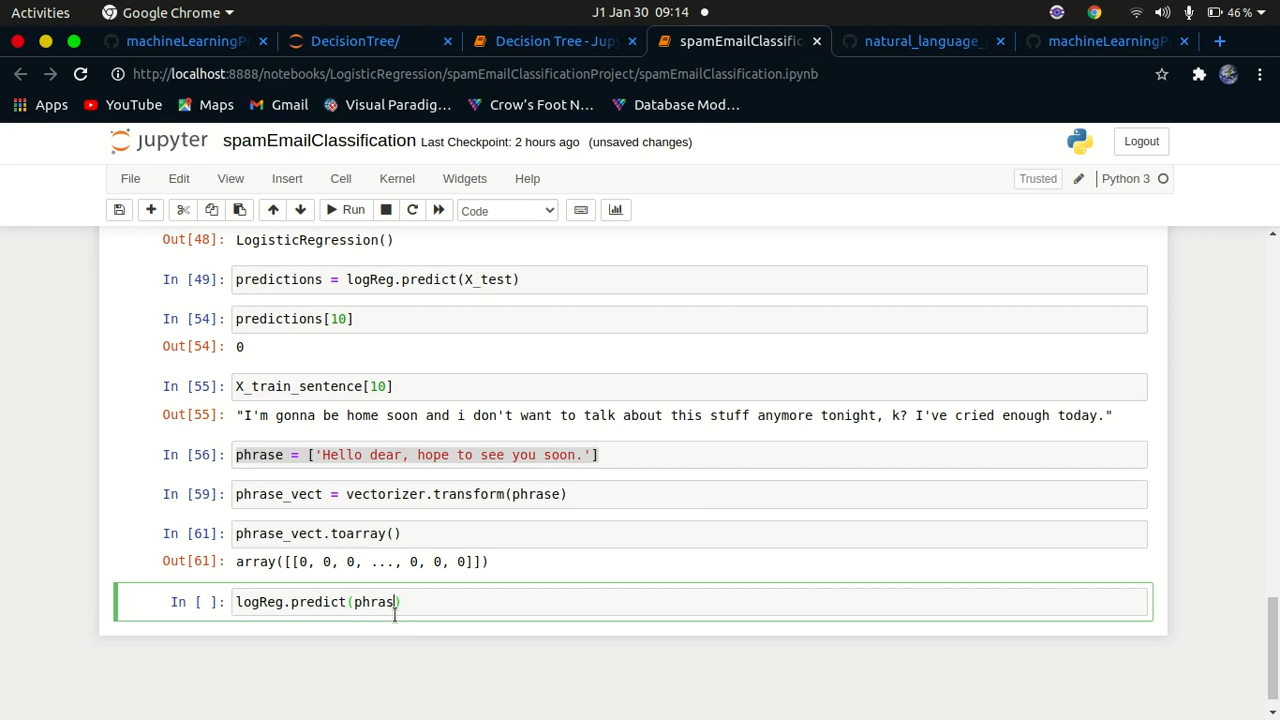 Activities Google Chrome J1 Jan 30 09:14 46 %
machineLearningP DecisionTree/ Decision Tree - Jup spamEmailClassific natural_language_ machineLearningP
http://localhost:8888/notebooks/LogisticRegression/spamEmailClassificationProject/spamEmailClassification.ipynb
Apps YouTube Maps Gmail Visual Paradig... Crow's Foot N... Database Mod...
jupyter spamEmailClassification Last Checkpoint: 2 hours ago (unsaved changes) Logout
File Edit View Insert Cell Kernel Widgets Help Trusted Python 3
Run Code
Out[48]: LogisticRegression()
In [49]: predictions = logReg.predict(X_test)
In [54]: predictions[10]
Out[54]: 0
In [55]: X_train_sentence[10]
Out[55]: "I'm gonna be home soon and i don't want to talk about this stuff anymore tonight, k? I've cried enough today."
In [56]: phrase = ['Hello dear, hope to see you soon.']
In [59]: phrase_vect = vectorizer.transform(phrase)
In [61]: phrase_vect.toarray()
Out[61]: array([[0, 0, 0, ..., 0, 0, 0]])
In [ ]: logReg.predict(phras)